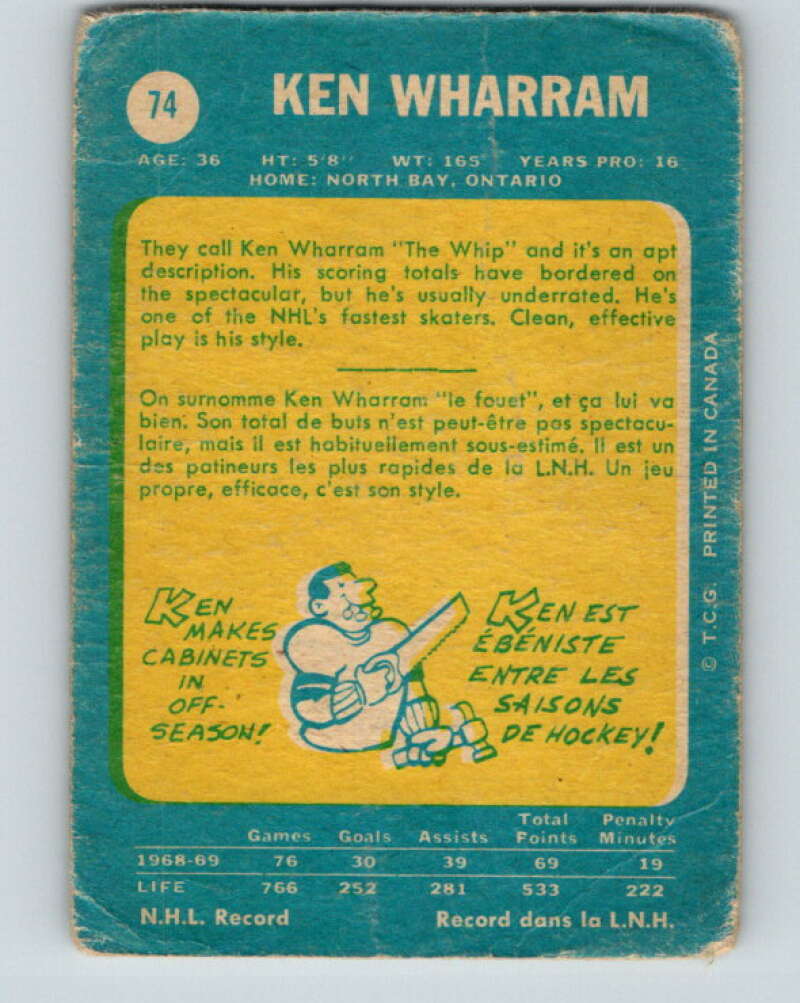 74
KEN WHARRAM
AGE: 36 HT: 5'8'' WT: 165 YEARS PRO: 16
HOME: NORTH BAY, ONTARIO
They call Ken Wharram "The Whip" and it's an apt
description. His scoring totals have bordered on
the spectacular, but he's usually underrated. He's
one of the NHL's fastest skaters. Clean, effective
play is his style.
On surnomme Ken Wharram "le fouet", et ça lui va
bien. Son total de buts n'est peut-être pas spectacu-
laire, mais il est habituellement sous-estimé. Il est un
des patineurs les plus rapides de la L.N.H. Un jeu
propre, efficace, c'est son style.
KEN
MAKES
CABINETS
IN
OFF-
SEASON!
KEN EST
ÉBÉNISTE
ENTRE LES
SAISONS
DE HOCKEY!
© T.C.G. PRINTED IN CANADA
Total Penalty
Games Goals Assists Points Minutes
1968-69 76 30 39 69 19
LIFE 766 252 281 533 222
N.H.L. Record Record dans la L.N.H.